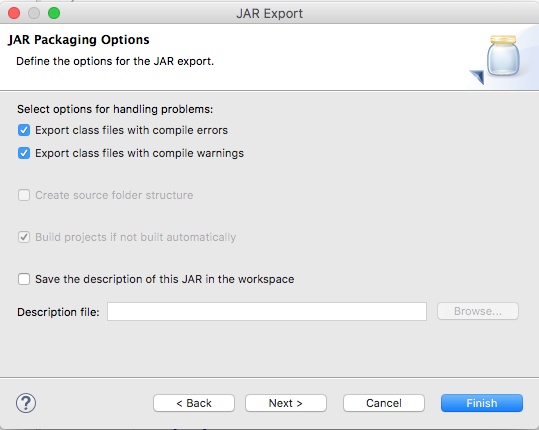 JAR Export
JAR Packaging Options
Define the options for the JAR export.
Select options for handling problems:
Export class files with compile errors
Export class files with compile warnings
Create source folder structure
Build projects if not built automatically
Save the description of this JAR in the workspace
Description file:
Browse...
?
< Back
Next >
Cancel
Finish